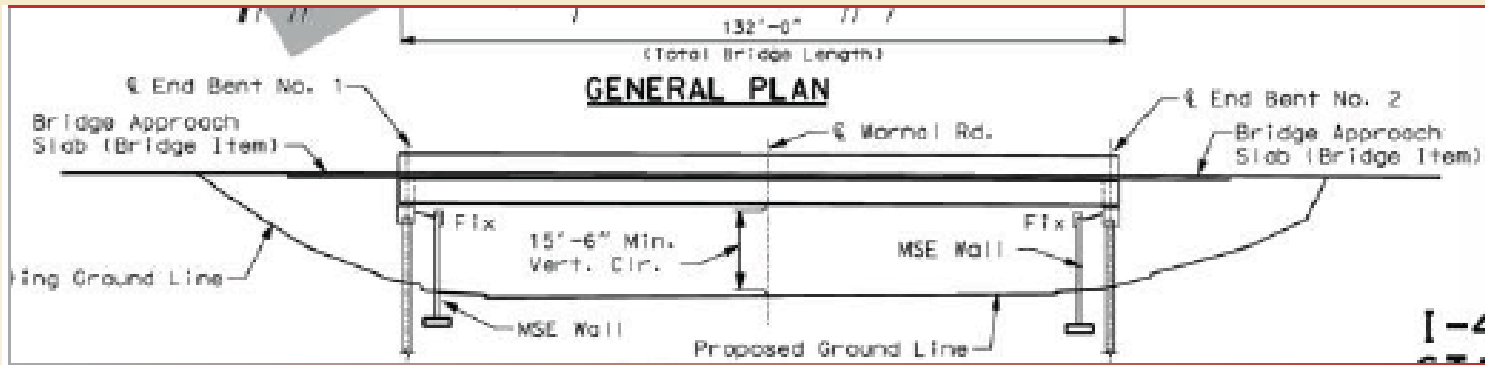 132'-0"
(Total Bridge Length)
GENERAL PLAN
℄ End Bent No. 1
℄ End Bent No. 2
Bridge Approach
Slab (Bridge Item)
℄ Wornal Rd.
Bridge Approach
Slab (Bridge Item)
Fix
Fix
15'-6" Min.
Vert. Clr.
MSE Wall
ing Ground Line
MSE Wall
Proposed Ground Line
I-4